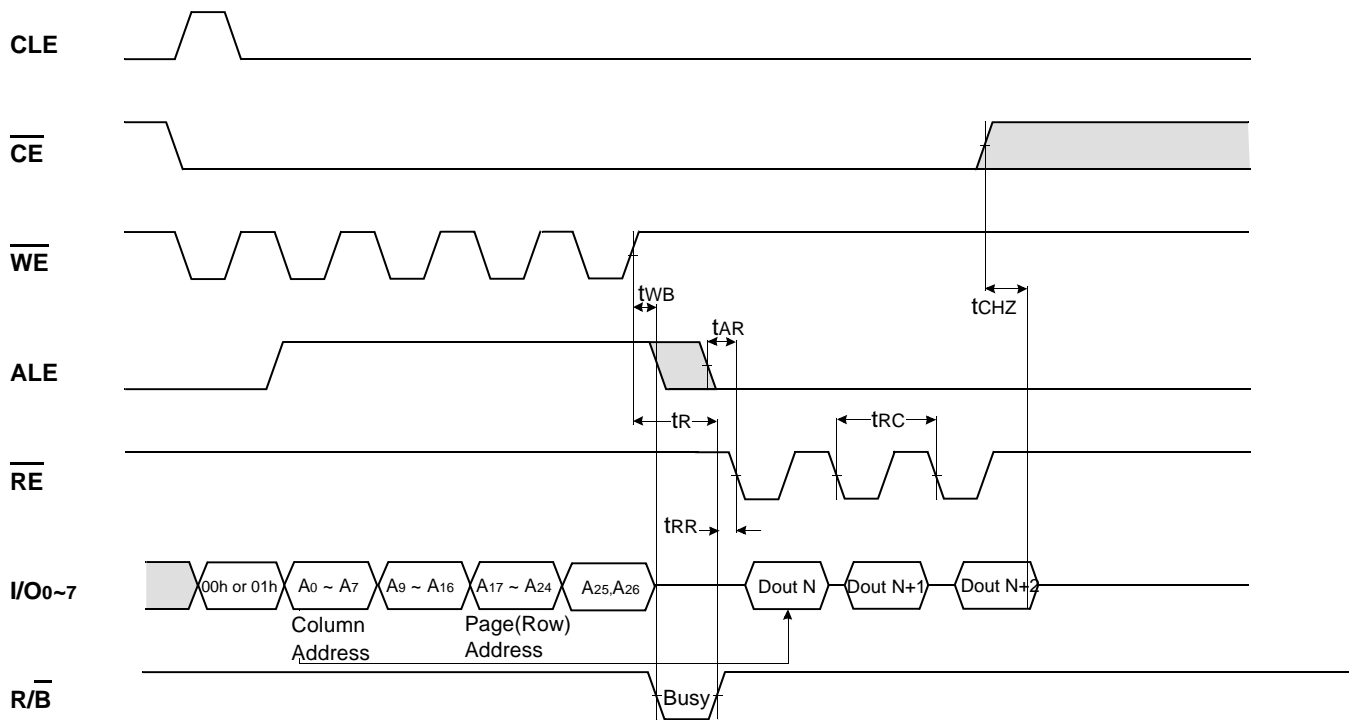 CLE
CE
WE
tWB
tCHZ
tAR
ALE
tR
tRC
RE
tRR
I/O0~7
00h or 01h
A0 ~ A7
A9 ~ A16
A17 ~ A24
A25,A26
Dout N
Dout N+1
Dout N+2
Column
Address
Page(Row)
Address
R/B
Busy